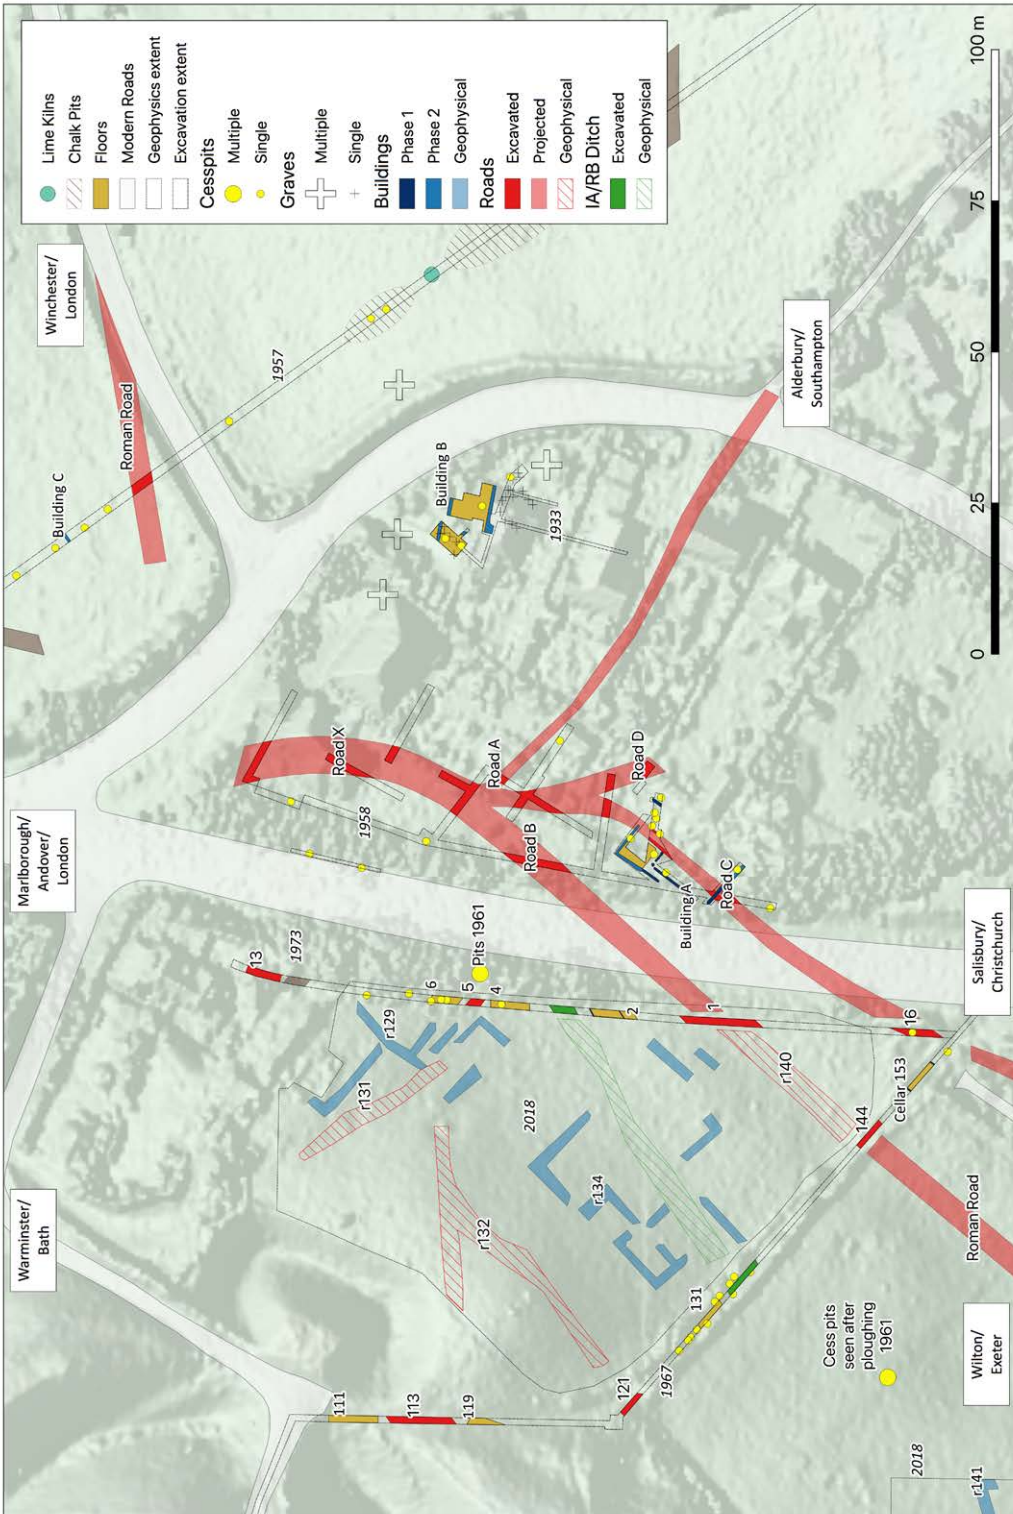 Lime Kilns
Chalk Pits
Floors
Modern Roads
Geophysics extent
Excavation extent
Cesspits
Multiple
Single
Graves
Multiple
Single
Buildings
Phase 1
Phase 2
Geophysical
Roads
Excavated
Projected
Geophysical
IA/RB Ditch
Excavated
Geophysical
Warminster/
Bath
Marlborough/
Andover/
London
Winchester/
London
Roman Road
Building C
1957
Building B
1933
Alderbury/
Southampton
Road X
1958
Road A
Road B
Road D
Building A
Road C
13
1973
Pits 1961
6
5
4
2
1
16
r129
r131
r132
2018
r134
r140
144
Cellar 153
Salisbury/
Christchurch
Roman Road
111
113
119
121
1967
131
Cess pits
seen after
ploughing
1961
Wilton/
Exeter
2018
r141
0
25
50
75
100 m